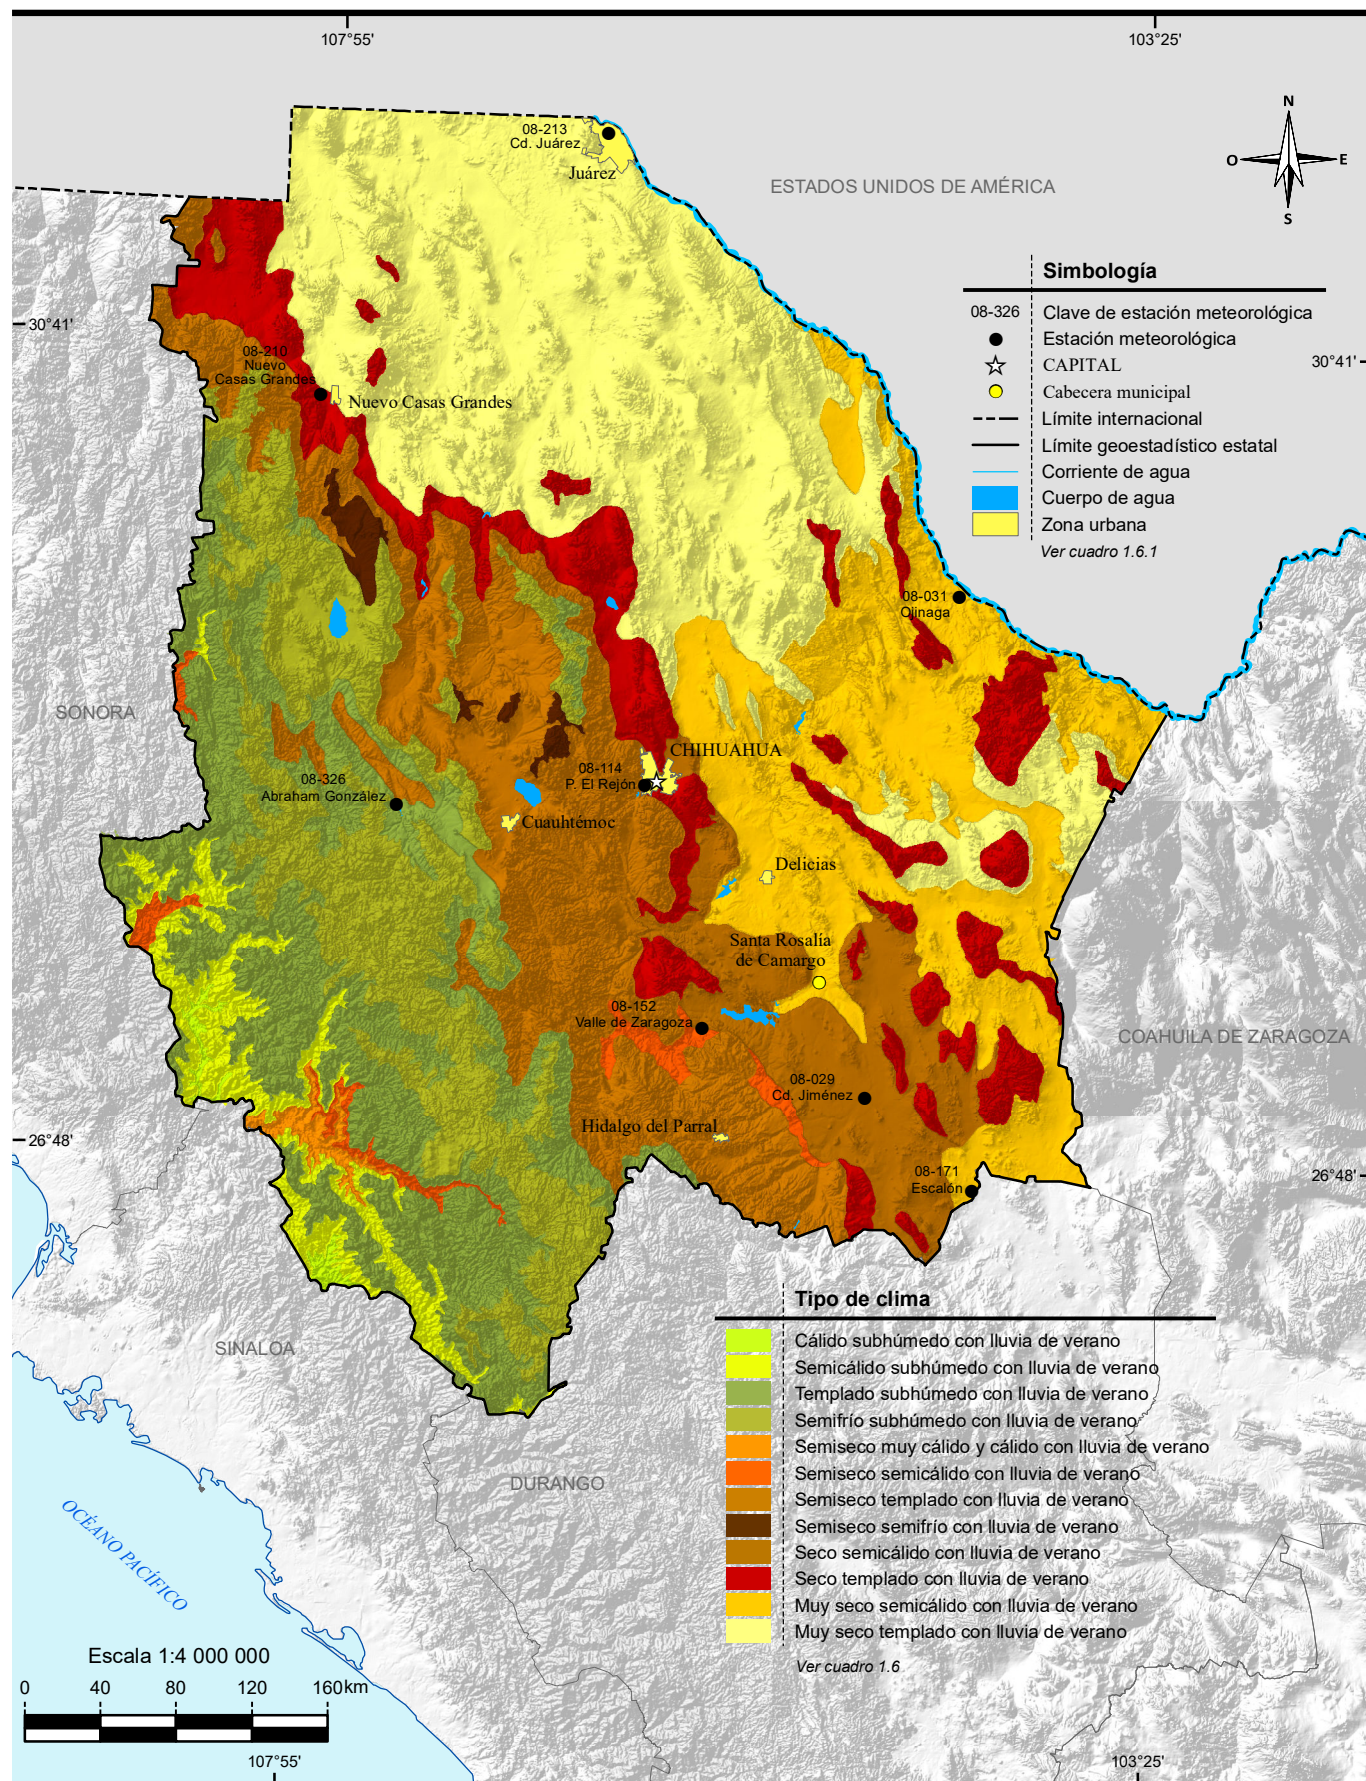 107°55'
103°25'
N
O
E
S
08-213
Cd. Juárez
Juárez
ESTADOS UNIDOS DE AMÉRICA
Simbología
08-326 Clave de estación meteorológica
Estación meteorológica
CAPITAL
Cabecera municipal
Límite internacional
Límite geoestadístico estatal
Corriente de agua
Cuerpo de agua
Zona urbana
Ver cuadro 1.6.1
30°41'
30°41'
08-210
Nuevo
Casas Grandes
Nuevo Casas Grandes
08-031
Ojinaga
SONORA
CHIHUAHUA
08-114
P. El Rejón
08-326
Abraham González
Cuauhtémoc
Delicias
Santa Rosalía
de Camargo
08-152
Valle de Zaragoza
COAHUILA DE ZARAGOZA
08-029
Cd. Jiménez
Hidalgo del Parral
26°48'
26°48'
08-171
Escalón
SINALOA
DURANGO
OCÉANO PACÍFICO
Tipo de clima
Cálido subhúmedo con lluvia de verano
Semicálido subhúmedo con lluvia de verano
Templado subhúmedo con lluvia de verano
Semifrío subhúmedo con lluvia de verano
Semiseco muy cálido y cálido con lluvia de verano
Semiseco semicálido con lluvia de verano
Semiseco templado con lluvia de verano
Semiseco semifrío con lluvia de verano
Seco semicálido con lluvia de verano
Seco templado con lluvia de verano
Muy seco semicálido con lluvia de verano
Muy seco templado con lluvia de verano
Ver cuadro 1.6
Escala 1:4 000 000
0 40 80 120 160km
107°55'
103°25'